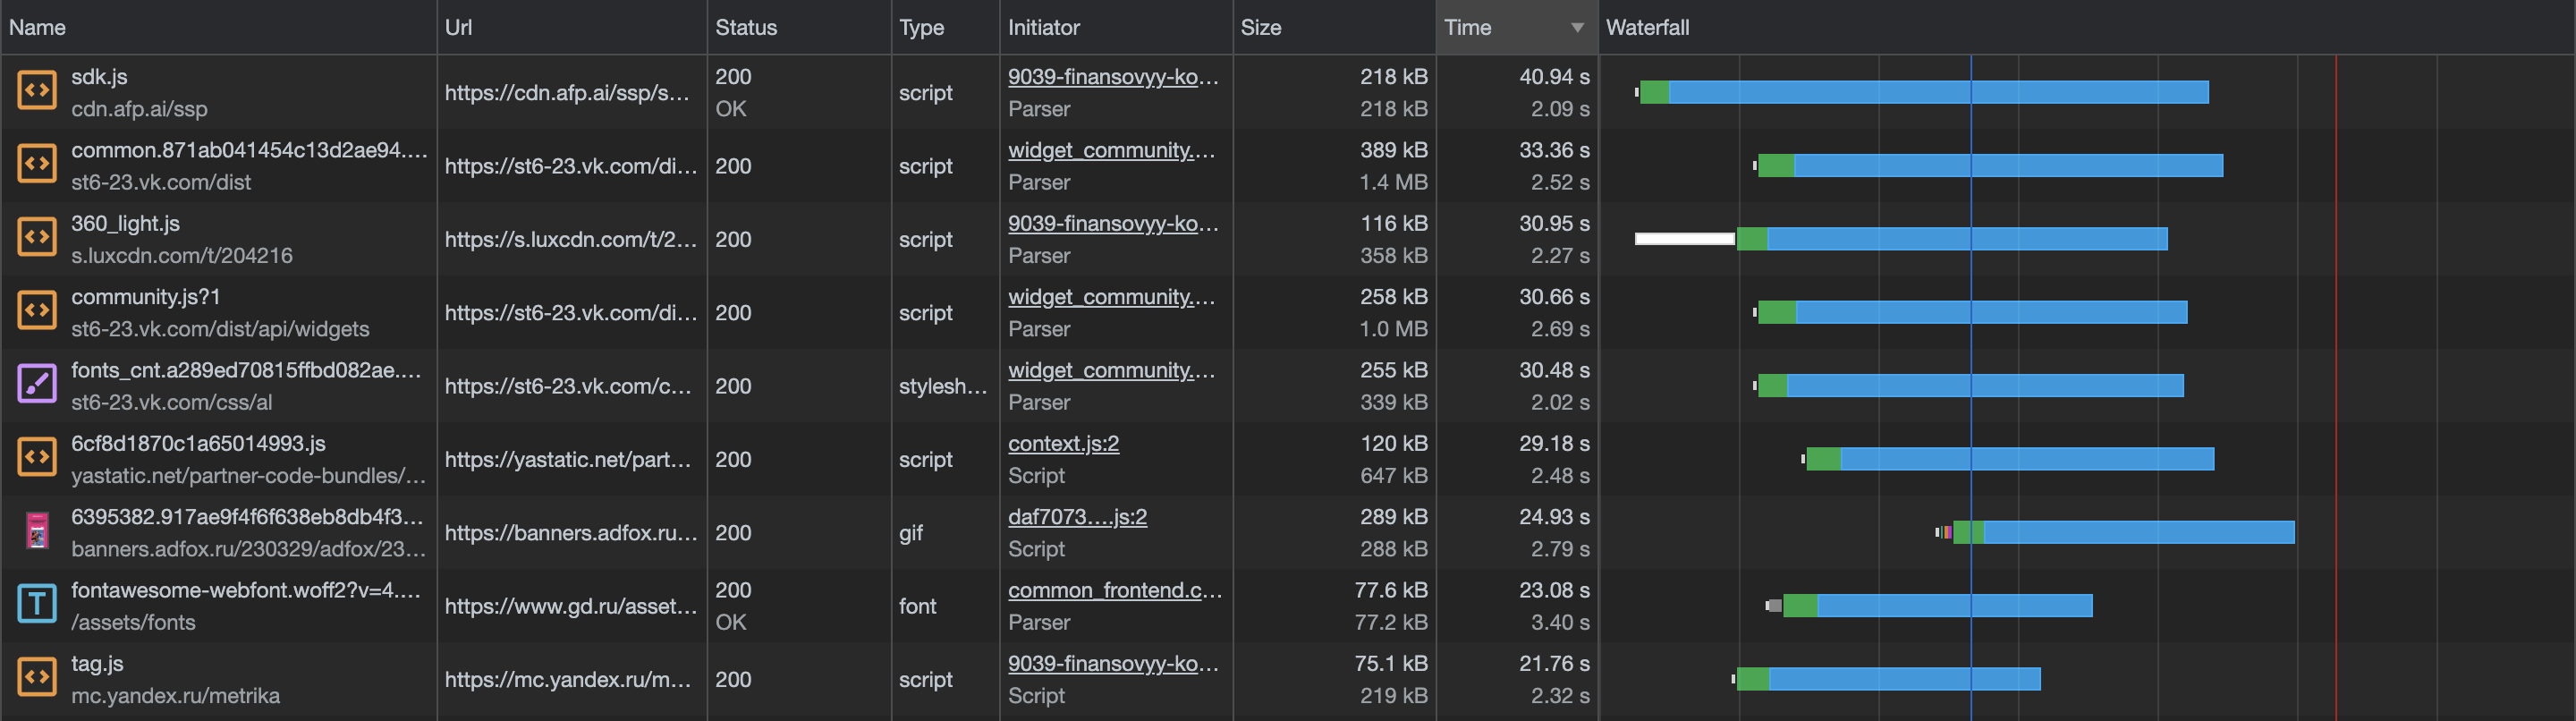 Name Url Status Type Initiator Size Time Waterfall
sdk.js
cdn.afp.ai/ssp
https://cdn.afp.ai/ssp/s...
200
OK
script
9039-finansovyy-ko...
Parser
218 kB
218 kB
40.94 s
2.09 s
common.871ab041454c13d2ae94....
st6-23.vk.com/dist
https://st6-23.vk.com/di...
200
script
widget_community....
Parser
389 kB
1.4 MB
33.36 s
2.52 s
360_light.js
s.luxcdn.com/t/204216
https://s.luxcdn.com/t/2...
200
script
9039-finansovyy-ko...
Parser
116 kB
358 kB
30.95 s
2.27 s
community.js?1
st6-23.vk.com/dist/api/widgets
https://st6-23.vk.com/di...
200
script
widget_community....
Parser
258 kB
1.0 MB
30.66 s
2.69 s
fonts_cnt.a289ed70815ffbd082ae....
st6-23.vk.com/css/al
https://st6-23.vk.com/c...
200
stylesh...
widget_community....
Parser
255 kB
339 kB
30.48 s
2.02 s
6cf8d1870c1a65014993.js
yastatic.net/partner-code-bundles/...
https://yastatic.net/part...
200
script
context.js:2
Script
120 kB
647 kB
29.18 s
2.48 s
6395382.917ae9f4f6f638eb8db4f3...
banners.adfox.ru/230329/adfox/23...
https://banners.adfox.ru...
200
gif
daf7073....js:2
Script
289 kB
288 kB
24.93 s
2.79 s
fontawesome-webfont.woff2?v=4....
/assets/fonts
https://www.gd.ru/asset...
200
OK
font
common_frontend.c...
Parser
77.6 kB
77.2 kB
23.08 s
3.40 s
tag.js
mc.yandex.ru/metrika
https://mc.yandex.ru/m...
200
script
9039-finansovyy-ko...
Script
75.1 kB
219 kB
21.76 s
2.32 s